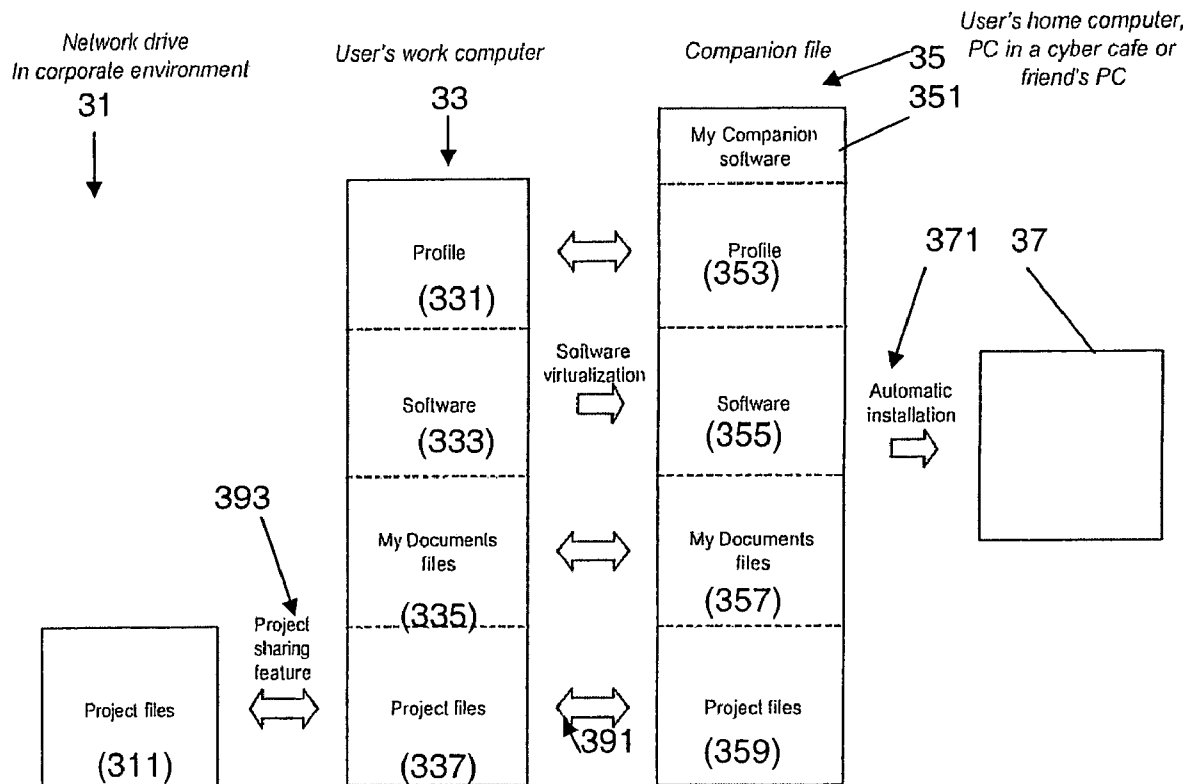 Network drive
In corporate environment
31
User's work computer
33
Companion file
35
351
User's home computer,
PC in a cyber cafe or
friend's PC
My Companion
software
Profile
(331)
Profile
(353)
371
37
Software
virtualization
Software
(333)
Software
(355)
Automatic
installation
393
My Documents
files
(335)
My Documents
files
(357)
Project
sharing
feature
Project files
(311)
Project files
(337)
391
Project files
(359)